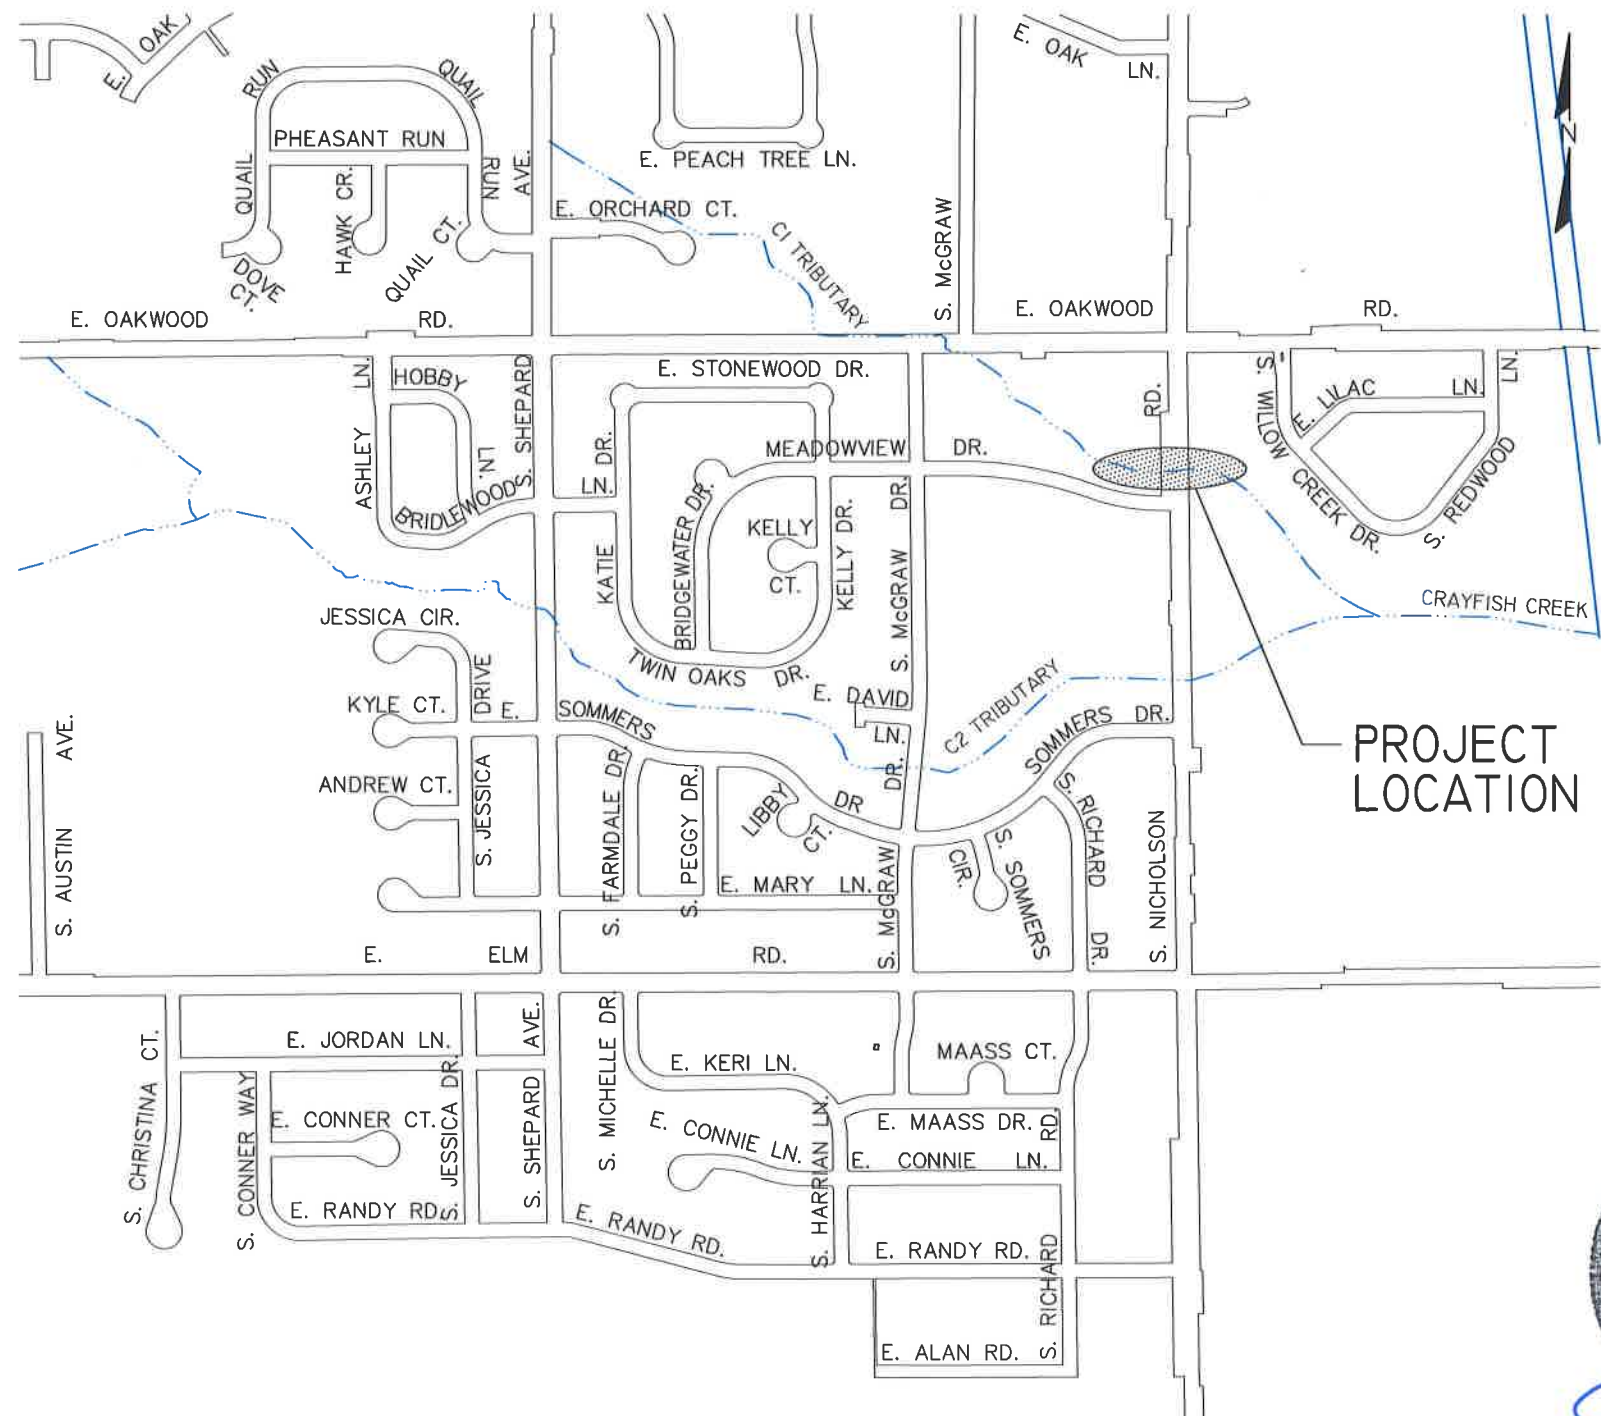 E. OAK
E. OAK
LN.
RUN
QUAIL
PHEASANT RUN
QUAIL
HAWK CR.
RUN
AVE.
E. PEACH TREE LN.
E. ORCHARD CT.
DOVE
CT.
QUAIL CT.
C1 TRIBUTARY
S. McGRAW
N
E. OAKWOOD
RD.
E. OAKWOOD
RD.
LN.
HOBBY
LN.
ASHLEY
S. SHEPARD
BRIDLEWOOD
LN.
E. STONEWOOD DR.
DR.
MEADOWVIEW
DR.
RD.
S. WILLOW CREEK DR.
E. LILAC
LN.
LN.
S. REDWOOD
KATIE
BRIDGEWATER DR.
KELLY
CT.
KELLY DR.
DR.
S. McGRAW
CRAYFISH CREEK
JESSICA CIR.
TWIN OAKS
DR.
E. DAVID
LN.
KYLE CT.
DRIVE
E.
SOMMERS
C2 TRIBUTARY
SOMMERS
DR.
PROJECT
LOCATION
S. AUSTIN
AVE.
ANDREW CT.
S. JESSICA
S. FARMDALE DR.
S. PEGGY DR.
LIBBY
CT.
DR
DR.
S. RICHARD
DR.
S. NICHOLSON
E. MARY
LN.
S. McGRAW
CIR.
S. SOMMERS
E.
ELM
RD.
S. CHRISTINA CT.
E. JORDAN LN.
AVE.
S. MICHELLE DR.
E. KERI LN.
MAASS CT.
S. CONNER WAY
E. CONNER CT.
S. JESSICA DR.
S. SHEPARD
E. CONNIE LN.
S. HARRIAN LN.
E. MAASS DR.
RD.
E. CONNIE
LN.
E. RANDY RD.
E. RANDY RD.
E. RANDY RD.
S. RICHARD
E. ALAN RD.